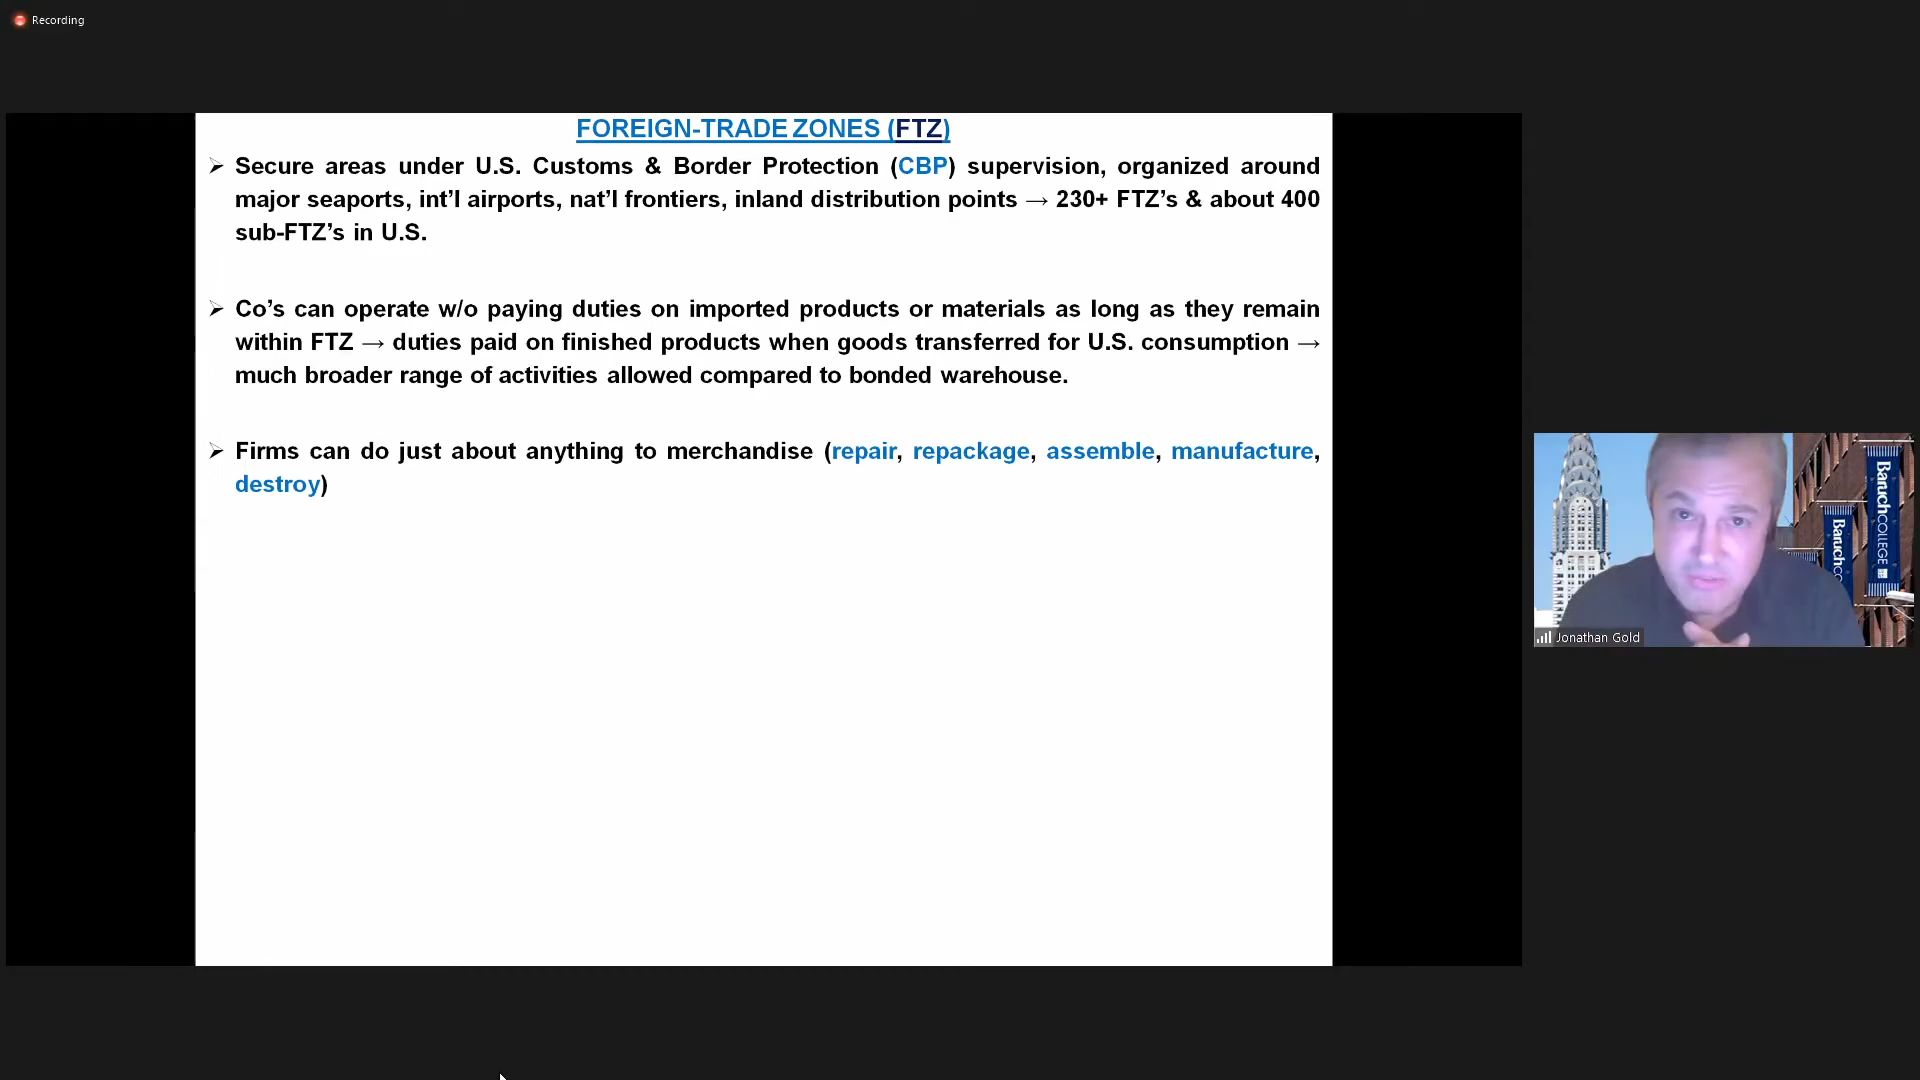 Recording
FOREIGN-TRADE ZONES (FTZ)
➢ Secure areas under U.S. Customs & Border Protection (CBP) supervision, organized around
major seaports, int’l airports, nat’l frontiers, inland distribution points → 230+ FTZ’s & about 400
sub-FTZ’s in U.S.
➢ Co’s can operate w/o paying duties on imported products or materials as long as they remain
within FTZ → duties paid on finished products when goods transferred for U.S. consumption →
much broader range of activities allowed compared to bonded warehouse.
➢ Firms can do just about anything to merchandise (repair, repackage, assemble, manufacture,
destroy)
Baruch COLLEGE
Baruch CO
Jonathan Gold